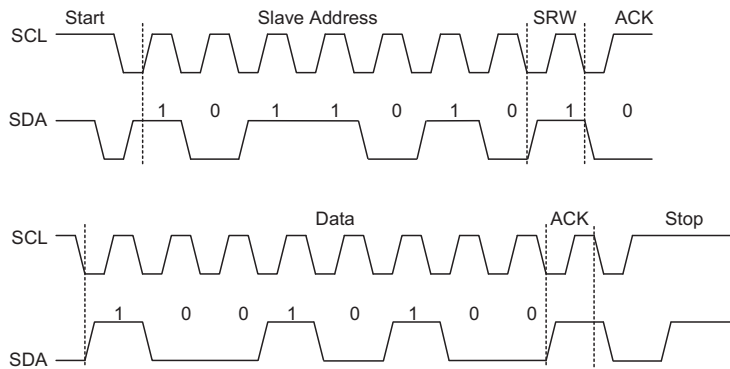 Start Slave Address SRW ACK
SCL
1 0 1 1 0 1 0 1 0
SDA
Data ACK Stop
SCL
1 0 0 1 0 1 0 0
SDA